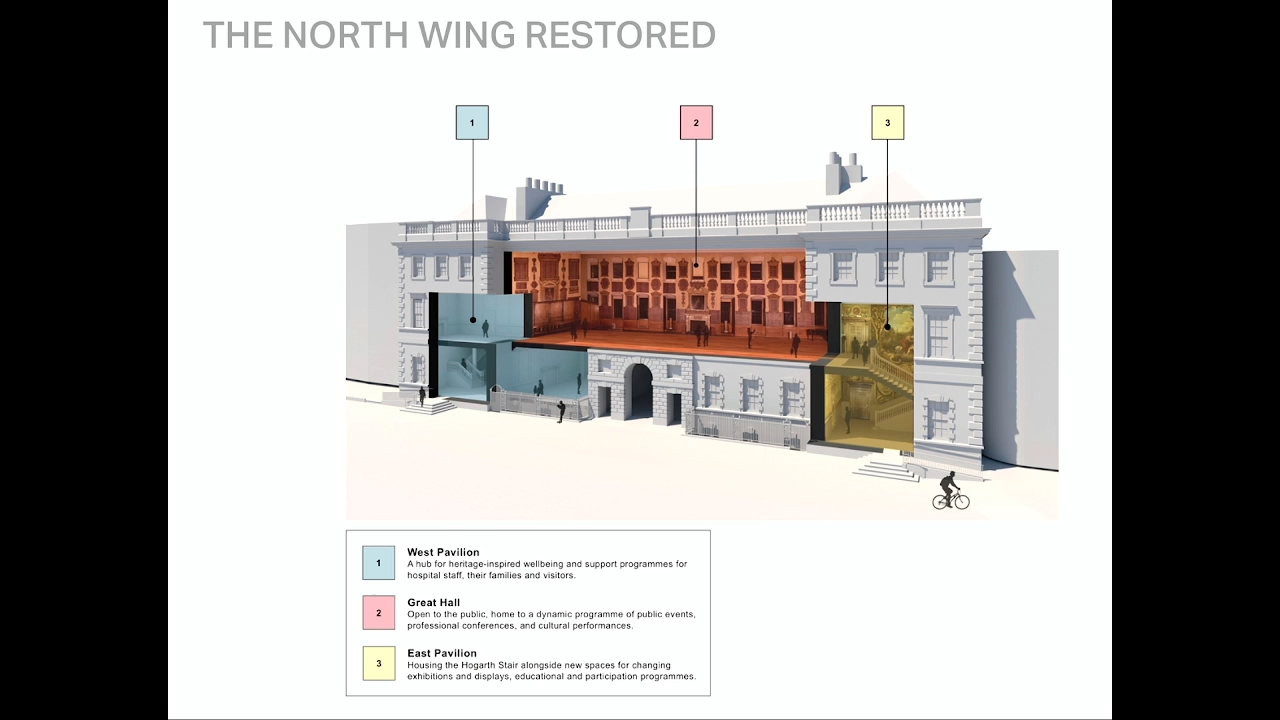 THE NORTH WING RESTORED
1
2
3
1
West Pavilion
A hub for heritage-inspired wellbeing and support programmes for
hospital staff, their families and visitors.
2
Great Hall
Open to the public, home to a dynamic programme of public events,
professional conferences, and cultural performances.
3
East Pavilion
Housing the Hogarth Stair alongside new spaces for changing
exhibitions and displays, educational and participation programmes.